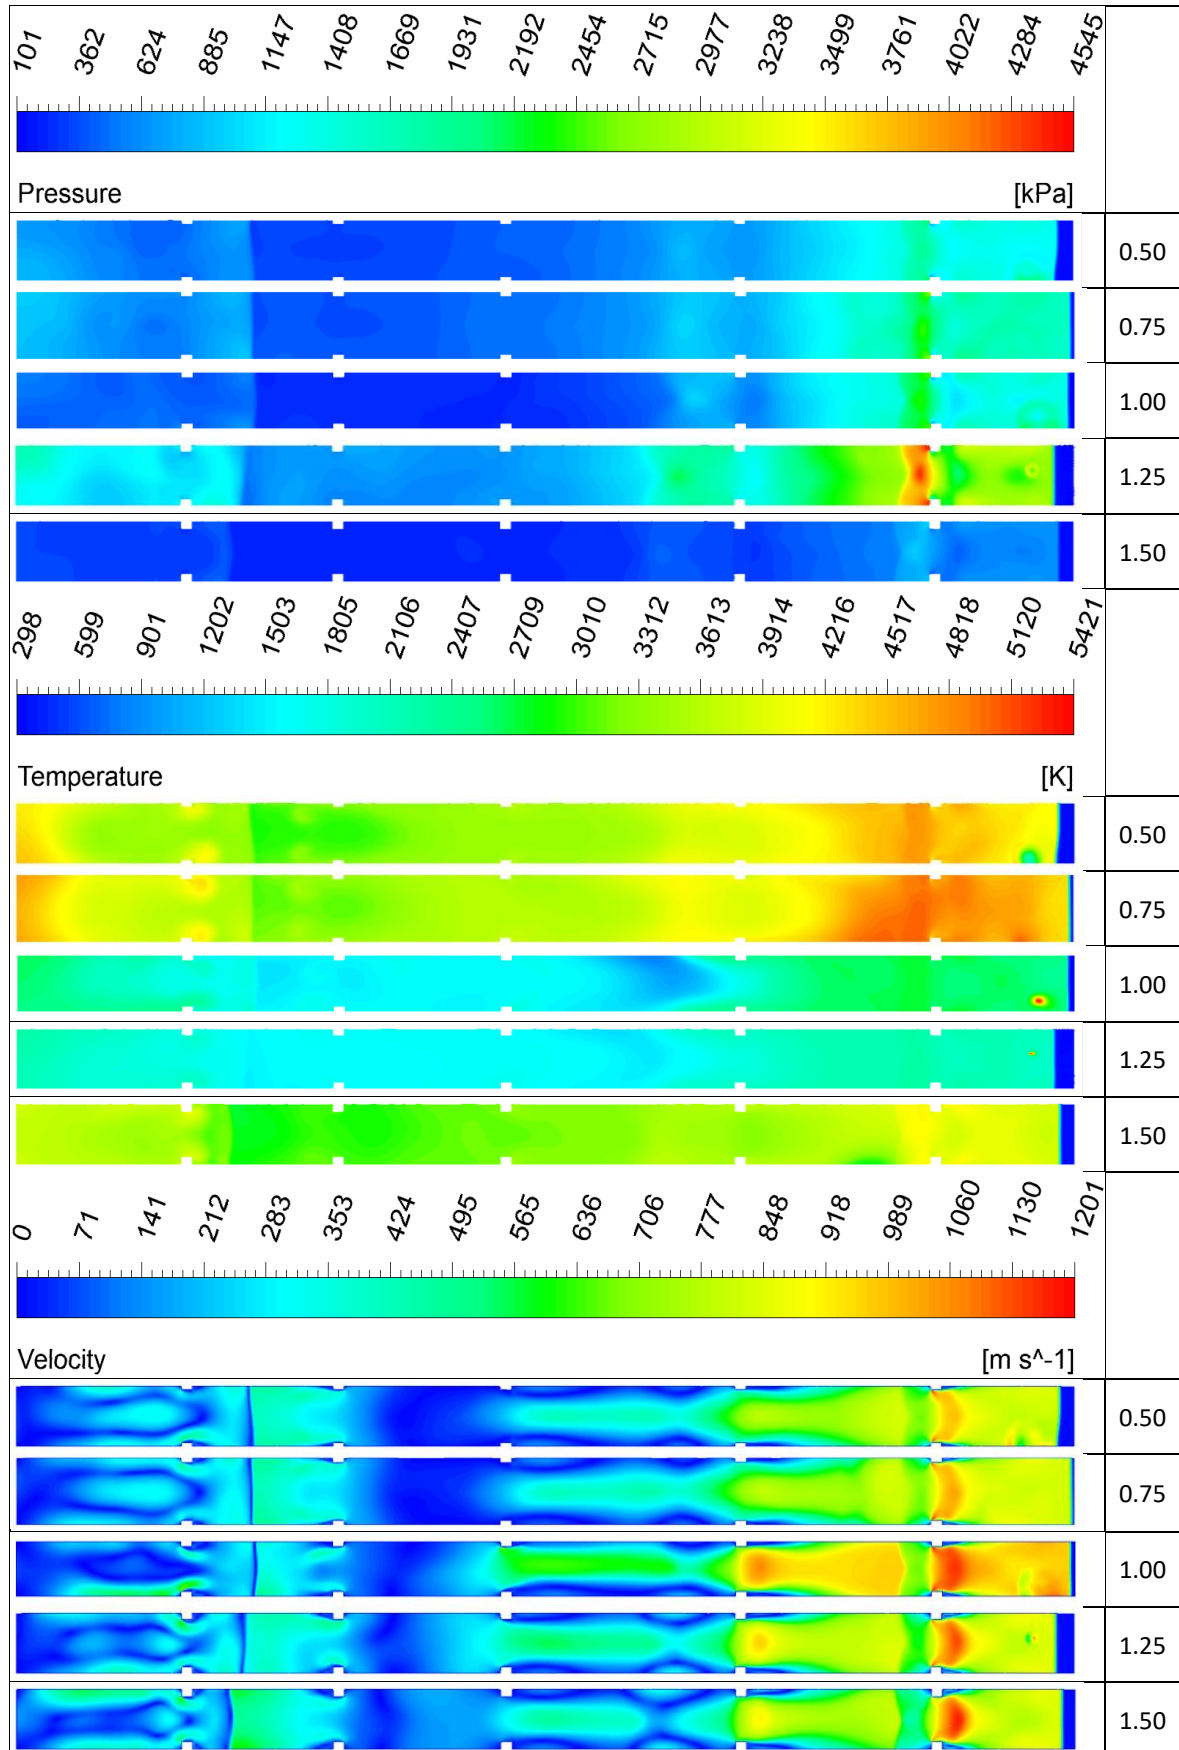 101 362 624 885 1147 1408 1669 1931 2192 2454 2715 2977 3238 3499 3761 4022 4284 4545
Pressure [kPa]
0.50
0.75
1.00
1.25
1.50
298 599 901 1202 1503 1805 2106 2407 2709 3010 3312 3613 3914 4216 4517 4818 5120 5421
Temperature [K]
0.50
0.75
1.00
1.25
1.50
0 71 141 212 283 353 424 495 565 636 706 777 848 918 989 1060 1130 1201
Velocity [m s^-1]
0.50
0.75
1.00
1.25
1.50